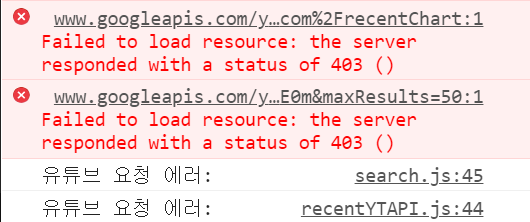 www.googleapis.com/y…com%2FrecentChart:1
Failed to load resource: the server
responded with a status of 403 ()
www.googleapis.com/y…E0m&maxResults=50:1
Failed to load resource: the server
responded with a status of 403 ()
유튜브 요청 에러: search.js:45
유튜브 요청 에러: recentYTAPI.js:44